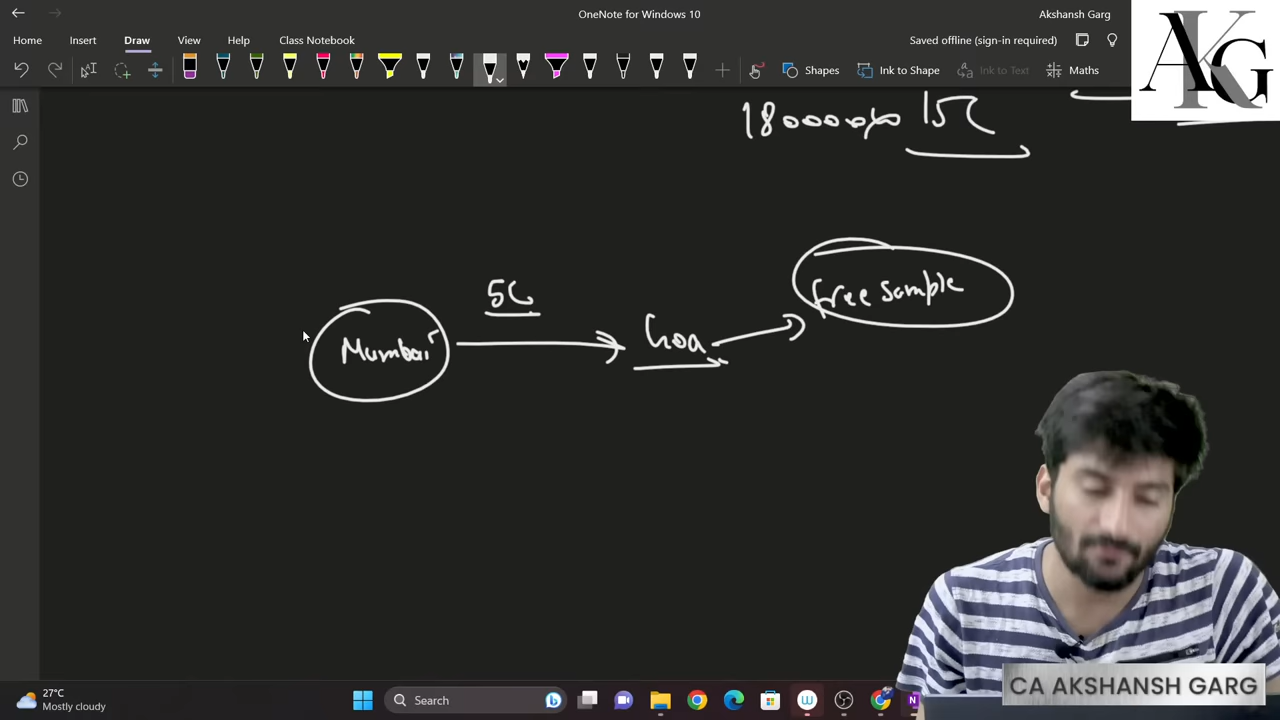 OneNote for Windows 10
Akshansh Garg
Home Insert Draw View Help Class Notebook
Saved offline (sign-in required)
Shapes Ink to Shape Ink to Text Maths
AKG
15C
5C
Free Sample
Mumbai
Goa
CA AKSHANSH GARG
27°C
Mostly cloudy
Search